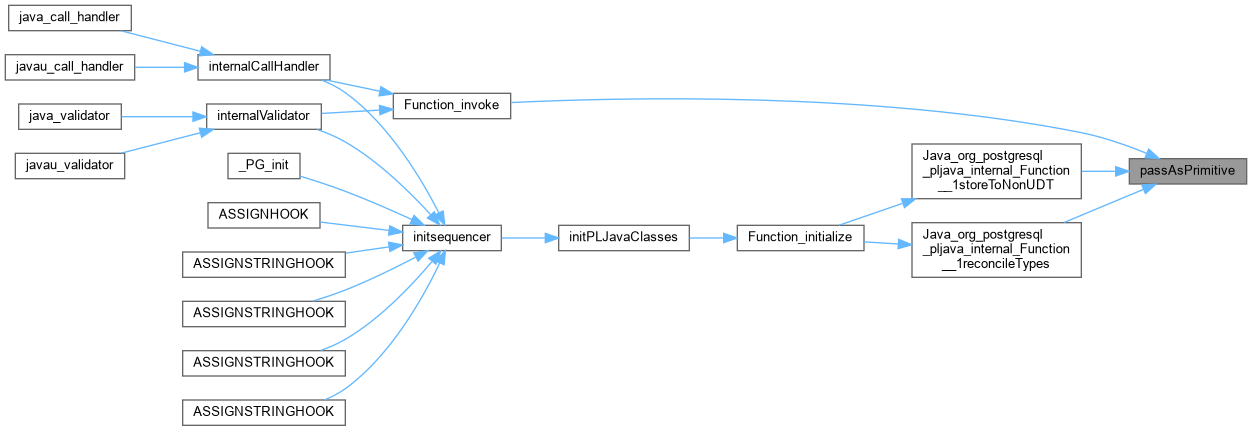 java_call_handler
javau_call_handler
internalCallHandler
java_validator
internalValidator
javau_validator
Function_invoke
_PG_init
ASSIGNHOOK
ASSIGNSTRINGHOOK
ASSIGNSTRINGHOOK
ASSIGNSTRINGHOOK
ASSIGNSTRINGHOOK
initsequencer
initPLJavaClasses
Function_initialize
Java_org_postgresql
_pljava_internal_Function
__1storeToNonUDT
Java_org_postgresql
_pljava_internal_Function
__1reconcileTypes
passAsPrimitive